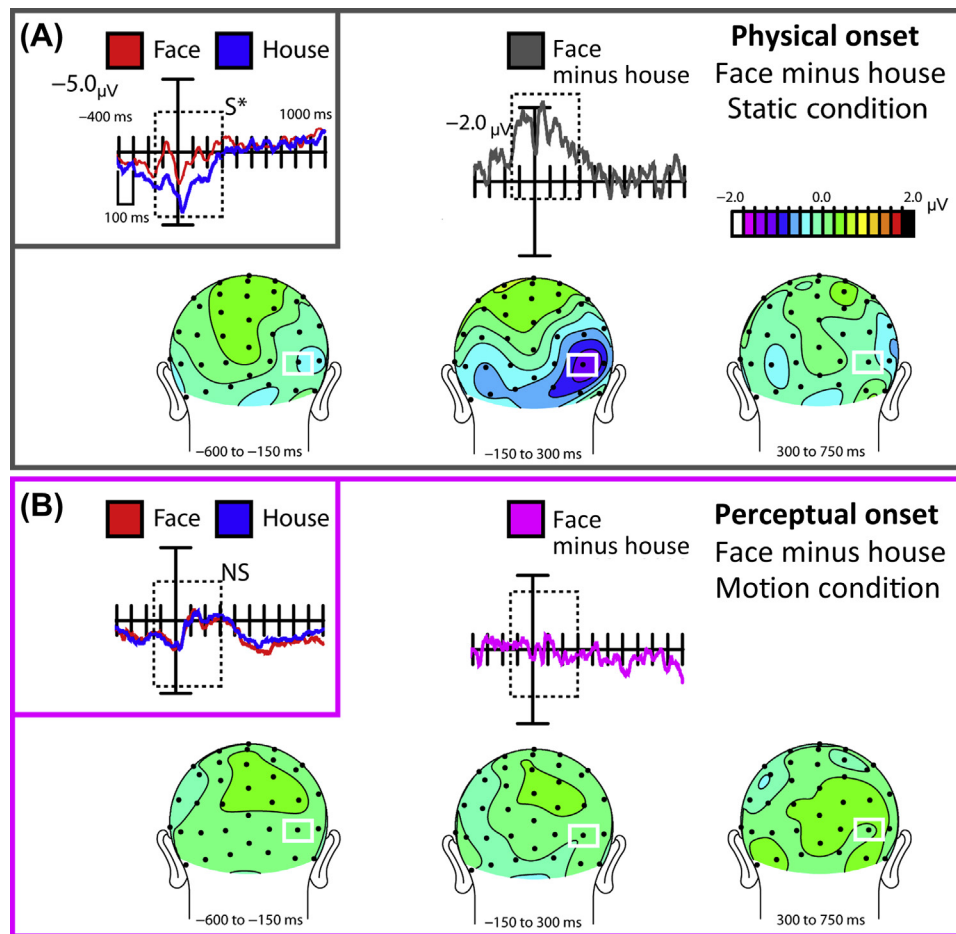 (A)
Face
House
−5.0 μV
−400 ms
S*
1000 ms
100 ms
Face
minus house
−2.0 μV
Physical onset
Face minus house
Static condition
−2.0
0.0
2.0
μV
−600 to −150 ms
−150 to 300 ms
300 to 750 ms
(B)
Face
House
NS
Face
minus house
Perceptual onset
Face minus house
Motion condition
−600 to −150 ms
−150 to 300 ms
300 to 750 ms